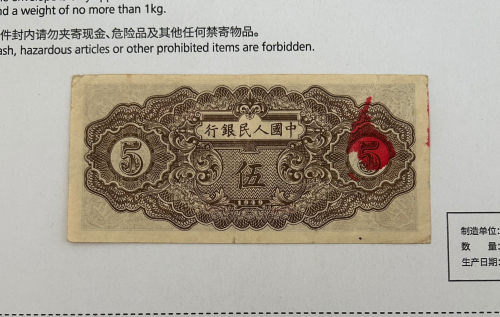 nd a weight of no more than 1kg.
件封内请勿夹寄现金、危险品及其他任何禁寄物品。
ash, hazardous articles or other prohibited items are forbidden.
行銀民人國中
5 伍 5
1949
制造单位:
数 量:
生产日期: